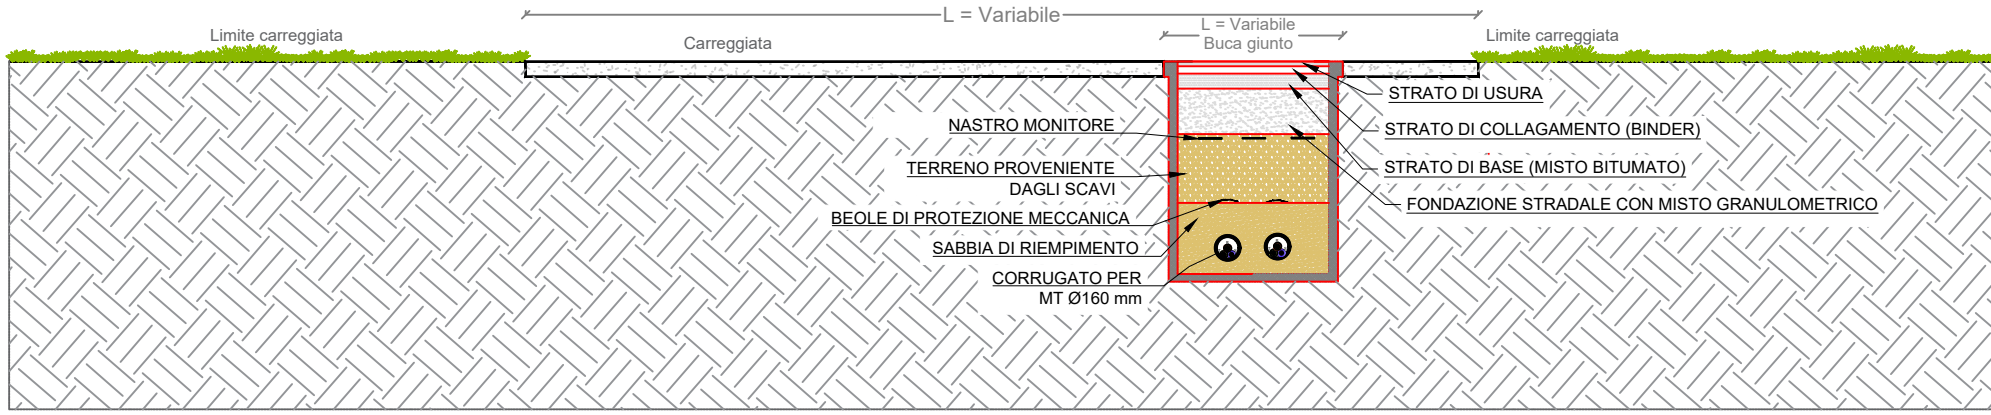 L = Variabile
L = Variabile
Buca giunto
Limite carreggiata
Carreggiata
Limite carreggiata
STRATO DI USURA
NASTRO MONITORE
STRATO DI COLLAGAMENTO (BINDER)
TERRENO PROVENIENTE
DAGLI SCAVI
STRATO DI BASE (MISTO BITUMATO)
BEOLE DI PROTEZIONE MECCANICA
FONDAZIONE STRADALE CON MISTO GRANULOMETRICO
SABBIA DI RIEMPIMENTO
CORRUGATO PER
MT Ø160 mm